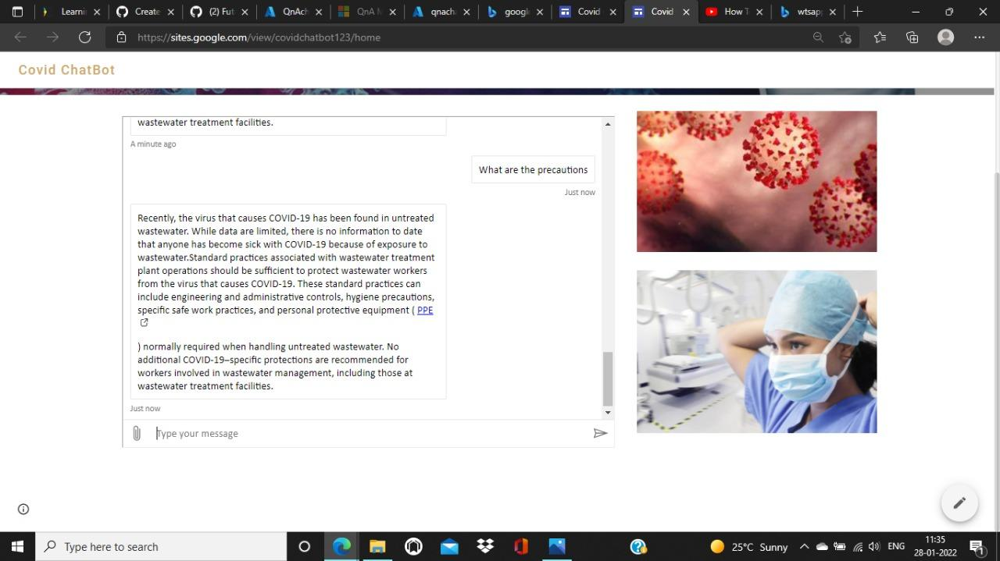 Learni
Create
(2) Fut
QnAch
QnA M
qnach
googl
Covid
Covid
How T
wtsap
https://sites.google.com/view/covidchatbot123/home
Covid ChatBot
wastewater treatment facilities.
A minute ago
What are the precautions
Just now
Recently, the virus that causes COVID-19 has been found in untreated
wastewater. While data are limited, there is no information to date
that anyone has become sick with COVID-19 because of exposure to
wastewater.Standard practices associated with wastewater treatment
plant operations should be sufficient to protect wastewater workers
from the virus that causes COVID-19. These standard practices can
include engineering and administrative controls, hygiene precautions,
specific safe work practices, and personal protective equipment ( PPE
) normally required when handling untreated wastewater. No
additional COVID-19–specific protections are recommended for
workers involved in wastewater management, including those at
wastewater treatment facilities.
Just now
Type your message
Type here to search
25°C Sunny
ENG
11:35
28-01-2022
1